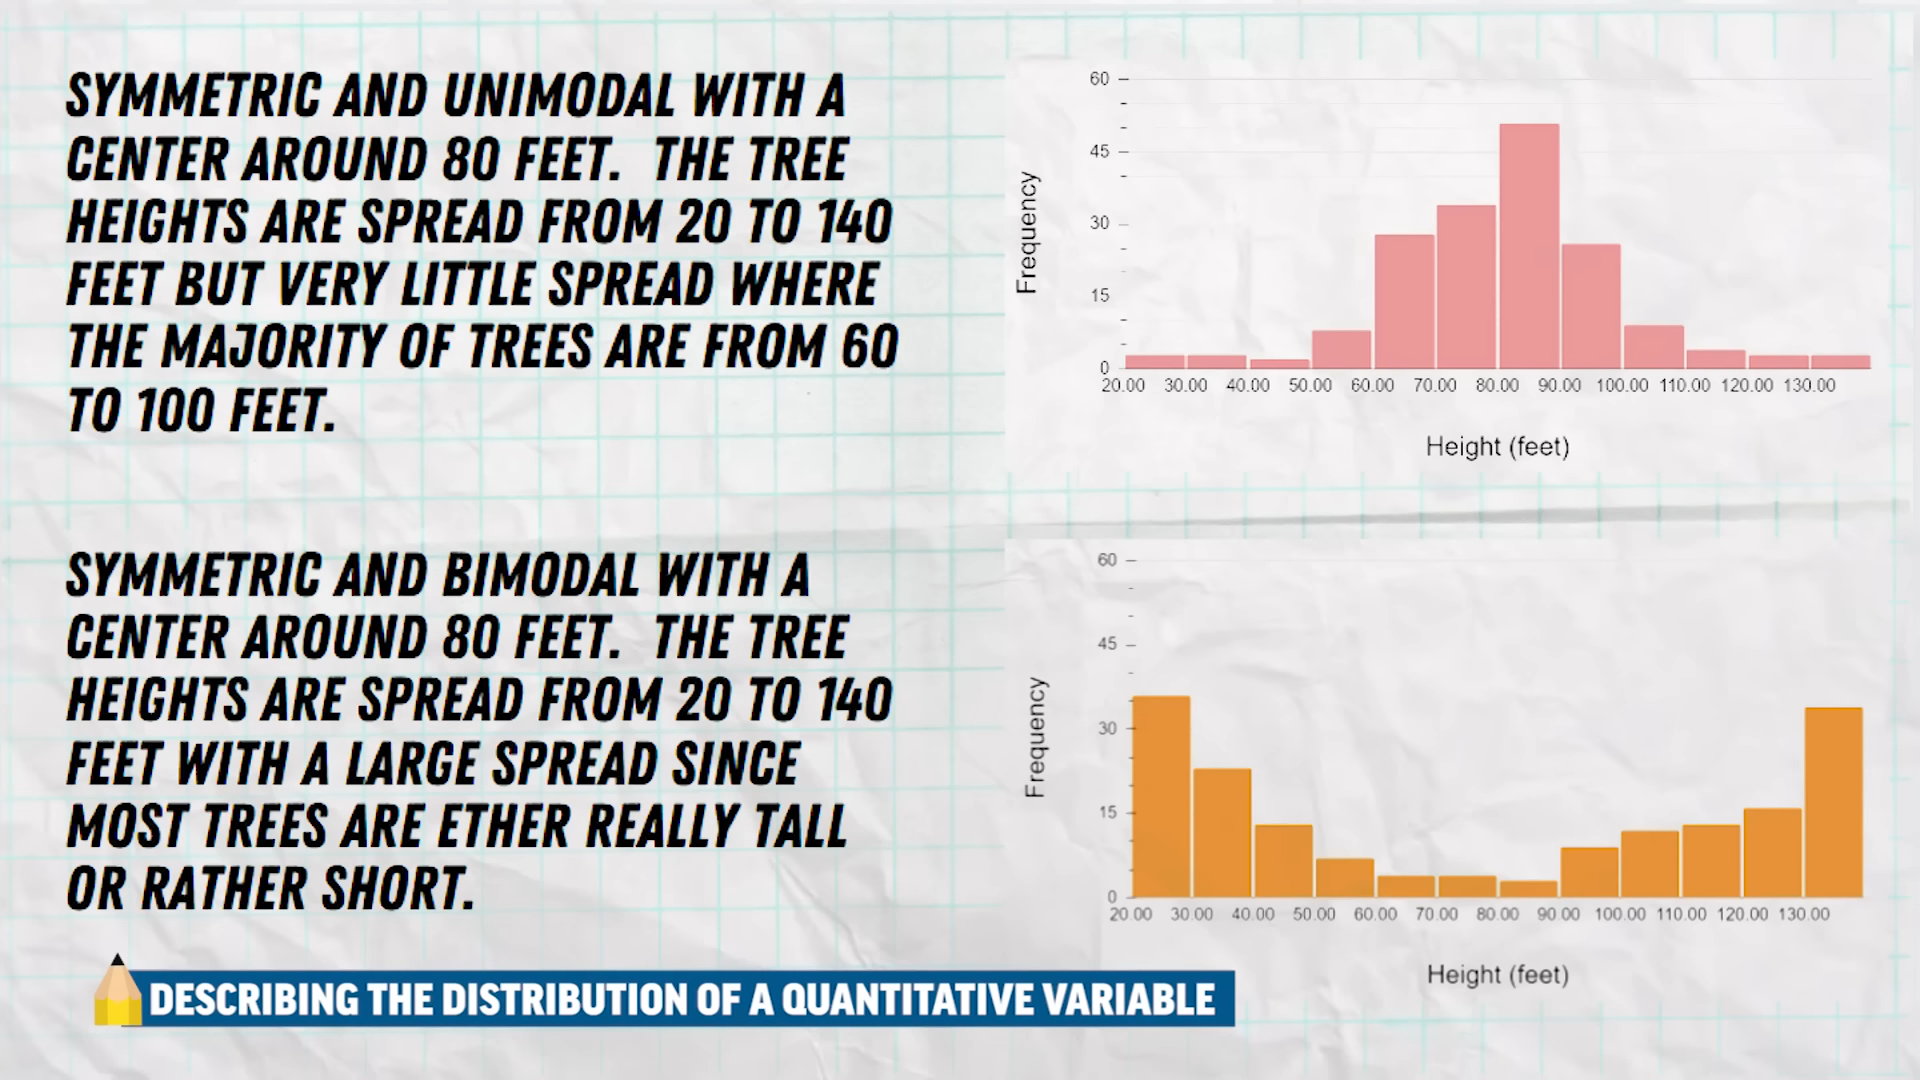 SYMMETRIC AND UNIMODAL WITH A
CENTER AROUND 80 FEET. THE TREE
HEIGHTS ARE SPREAD FROM 20 TO 140
FEET BUT VERY LITTLE SPREAD WHERE
THE MAJORITY OF TREES ARE FROM 60
TO 100 FEET.
60
45
30
15
0
Frequency
20.00 30.00 40.00 50.00 60.00 70.00 80.00 90.00 100.00 110.00 120.00 130.00
Height (feet)
SYMMETRIC AND BIMODAL WITH A
CENTER AROUND 80 FEET. THE TREE
HEIGHTS ARE SPREAD FROM 20 TO 140
FEET WITH A LARGE SPREAD SINCE
MOST TREES ARE ETHER REALLY TALL
OR RATHER SHORT.
60
45
30
15
0
Frequency
20.00 30.00 40.00 50.00 60.00 70.00 80.00 90.00 100.00 110.00 120.00 130.00
Height (feet)
DESCRIBING THE DISTRIBUTION OF A QUANTITATIVE VARIABLE